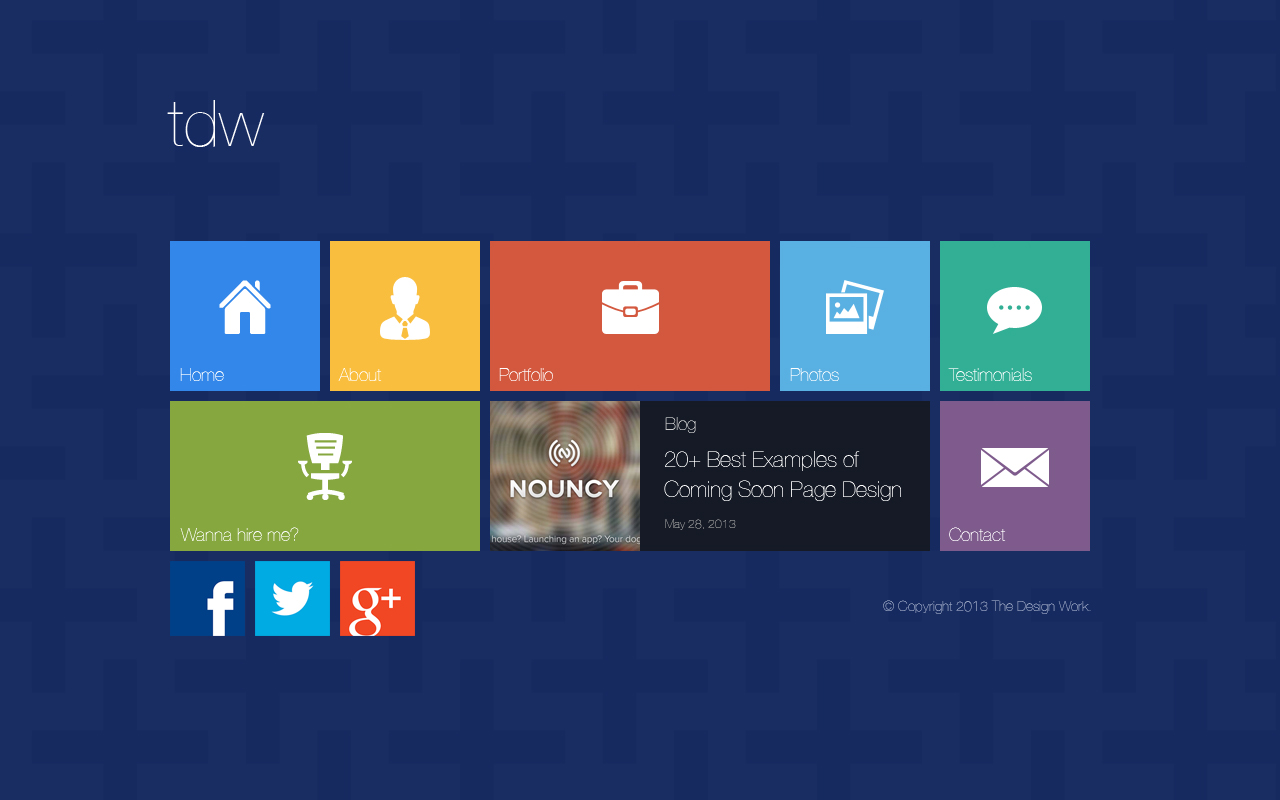 tdw
Home
About
Portfolio
Photos
Testimonials
Wanna hire me?
NOUNCY
house? Launching an app? Your dog
Blog
20+ Best Examples of
Coming Soon Page Design
May 28, 2013
Contact
f
g+
© Copyright 2013 The Design Work.